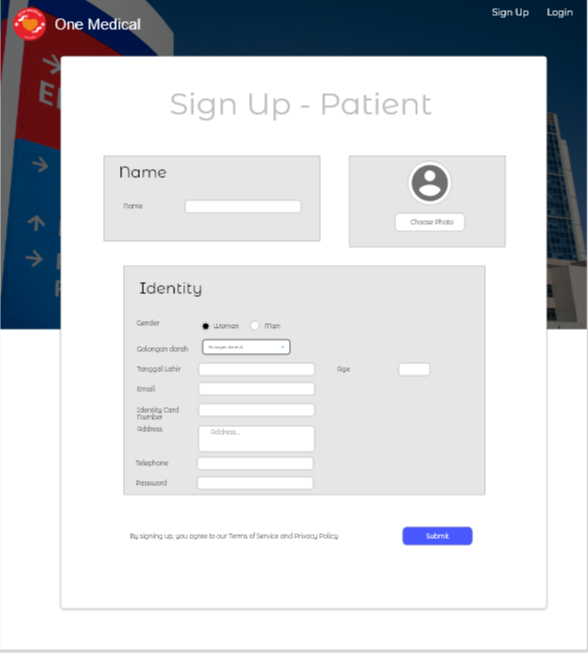 One Medical
Sign Up
Login
Sign Up - Patient
Name
Name
Choose Photo
Identity
Gender
Woman
Man
Golongan darah
Tanggal Lahir
Age
Email
Identity Card
Number
Address
Address...
Telephone
Password
By signing up, you agree to our Terms of Service and Privacy Policy
Submit